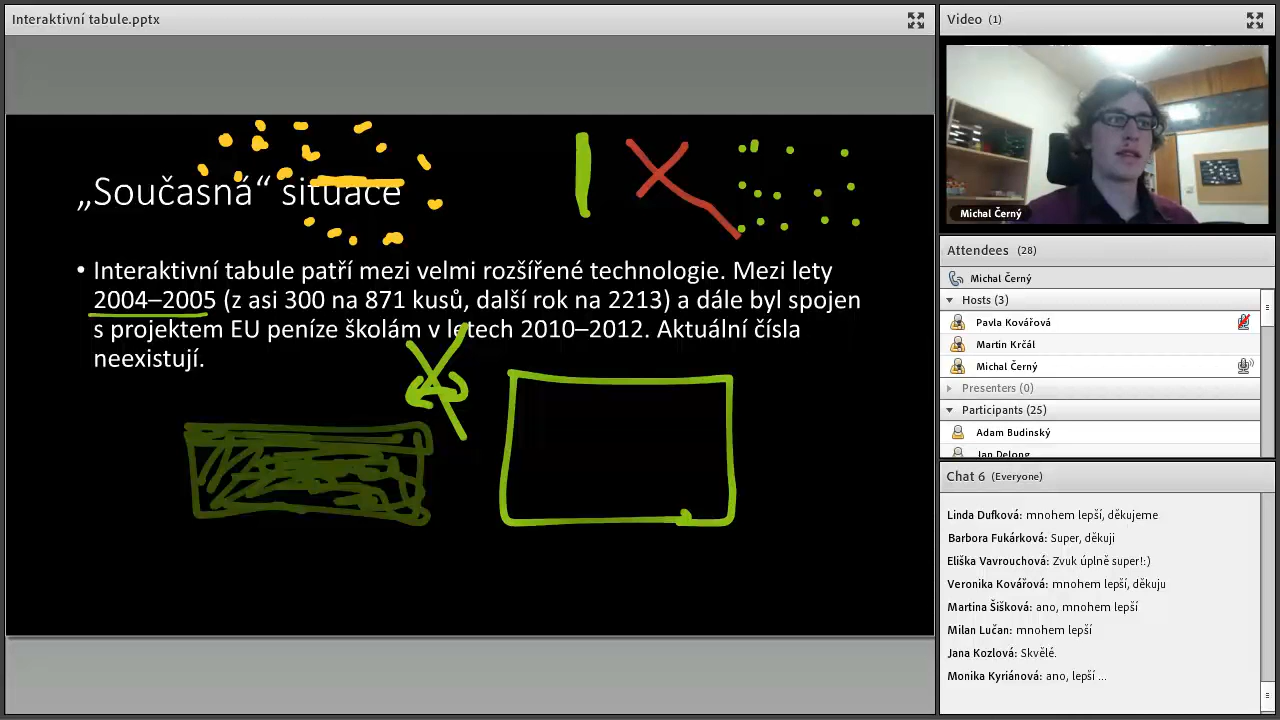 Interaktivní tabule.pptx
„Současná“ situace
• Interaktivní tabule patří mezi velmi rozšířené technologie. Mezi lety
2004–2005 (z asi 300 na 871 kusů, další rok na 2213) a dále byl spojen
s projektem EU peníze školám v letech 2010–2012. Aktuální čísla
neexistují.
Video (1)
Michal Černý
Attendees (28)
Michal Černý
Hosts (3)
Pavla Kovářová
Martin Krčál
Michal Černý
Presenters (0)
Participants (25)
Adam Budinský
Jan Delong
Chat 6 (Everyone)
Linda Dufková: mnohem lepší, děkujeme
Barbora Fukárková: Super, děkuji
Eliška Vavrouchová: Zvuk úplně super!:)
Veronika Kovářová: mnohem lepší, děkuju
Martina Šišková: ano, mnohem lepší
Milan Lučan: mnohem lepší
Jana Kozlová: Skvělé.
Monika Kyriánová: ano, lepší ...